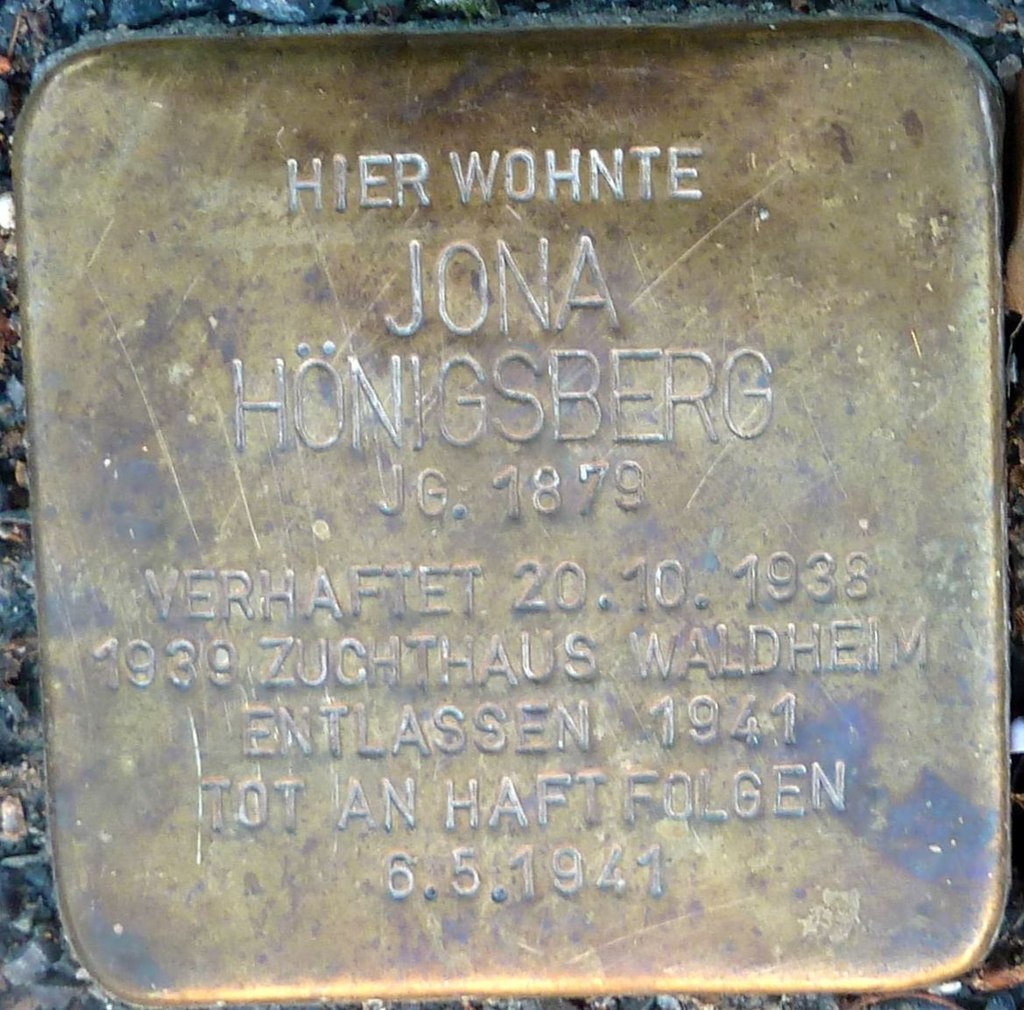 HIER WOHNTE
JONA
HÖNIGSBERG
JG. 1879
VERHAFTET 20.10.1938
1939 ZUCHTHAUS WALDHEIM
ENTLASSEN 1941
TOT AN HAFTFOLGEN
6.5.1941